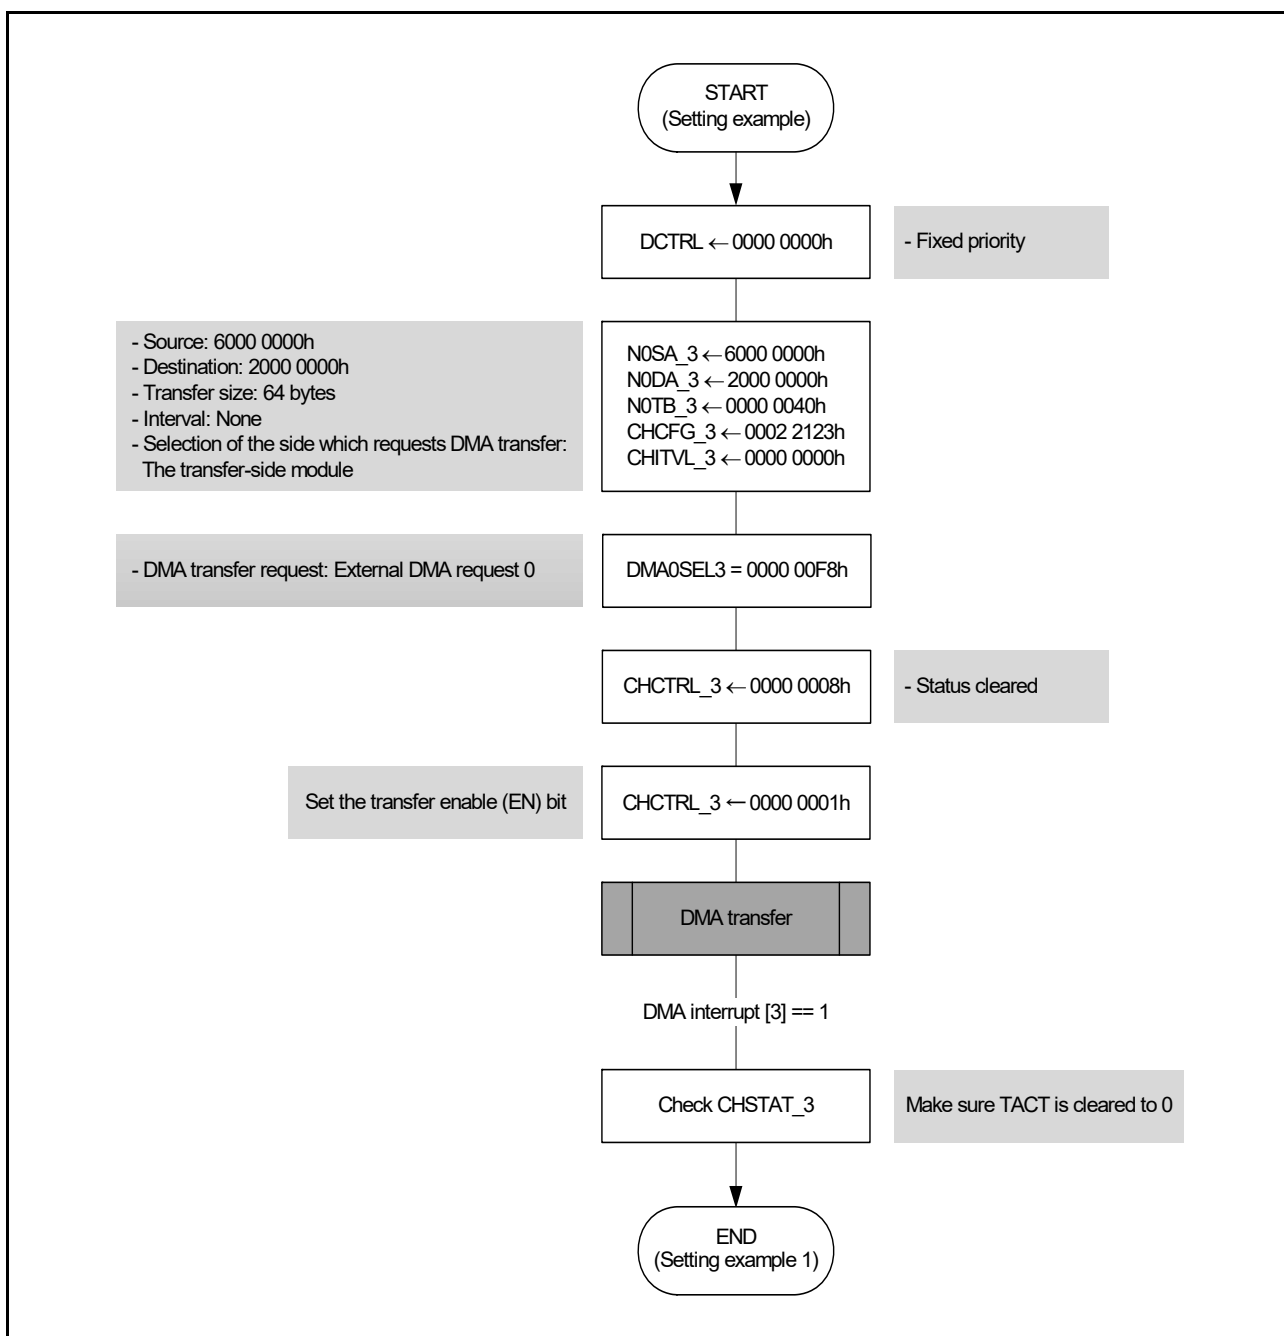 START
(Setting example)
DCTRL ← 0000 0000h
- Fixed priority
- Source: 6000 0000h
- Destination: 2000 0000h
- Transfer size: 64 bytes
- Interval: None
- Selection of the side which requests DMA transfer:
The transfer-side module
N0SA_3 ← 6000 0000h
N0DA_3 ← 2000 0000h
N0TB_3 ← 0000 0040h
CHCFG_3 ← 0002 2123h
CHITVL_3 ← 0000 0000h
- DMA transfer request: External DMA request 0
DMA0SEL3 = 0000 00F8h
CHCTRL_3 ← 0000 0008h
- Status cleared
Set the transfer enable (EN) bit
CHCTRL_3 ← 0000 0001h
DMA transfer
DMA interrupt [3] == 1
Check CHSTAT_3
Make sure TACT is cleared to 0
END
(Setting example 1)